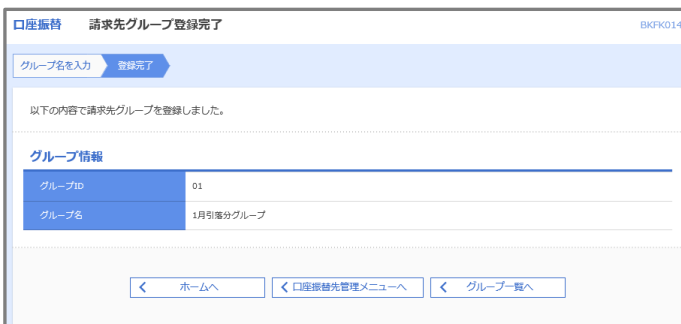 口座振替 請求先グループ登録完了 BKFK014
グループ名を入力 登録完了
以下の内容で請求先グループを登録しました。
グループ情報
グループID 01
グループ名 1月引落分グループ
ホームへ 口座振替先管理メニューへ グループ一覧へ